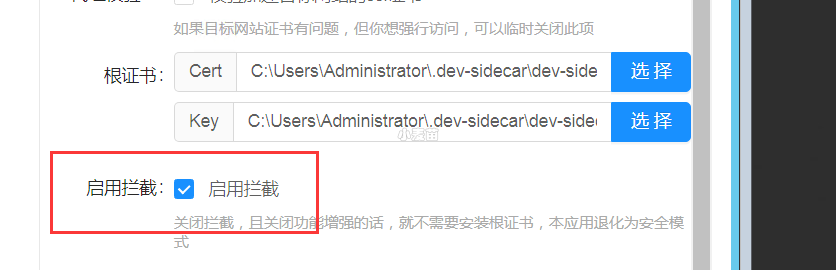 如果目标网站证书有问题，但你想强行访问，可以临时关闭此项
根证书：
Cert
C:\Users\Administrator\.dev-sidecar\dev-side
选 择
Key
C:\Users\Administrator\.dev-sidecar\dev-sidec
选 择
启用拦截：
启用拦截
关闭拦截，且关闭功能增强的话，就不需要安装根证书，本应用退化为安全模
式